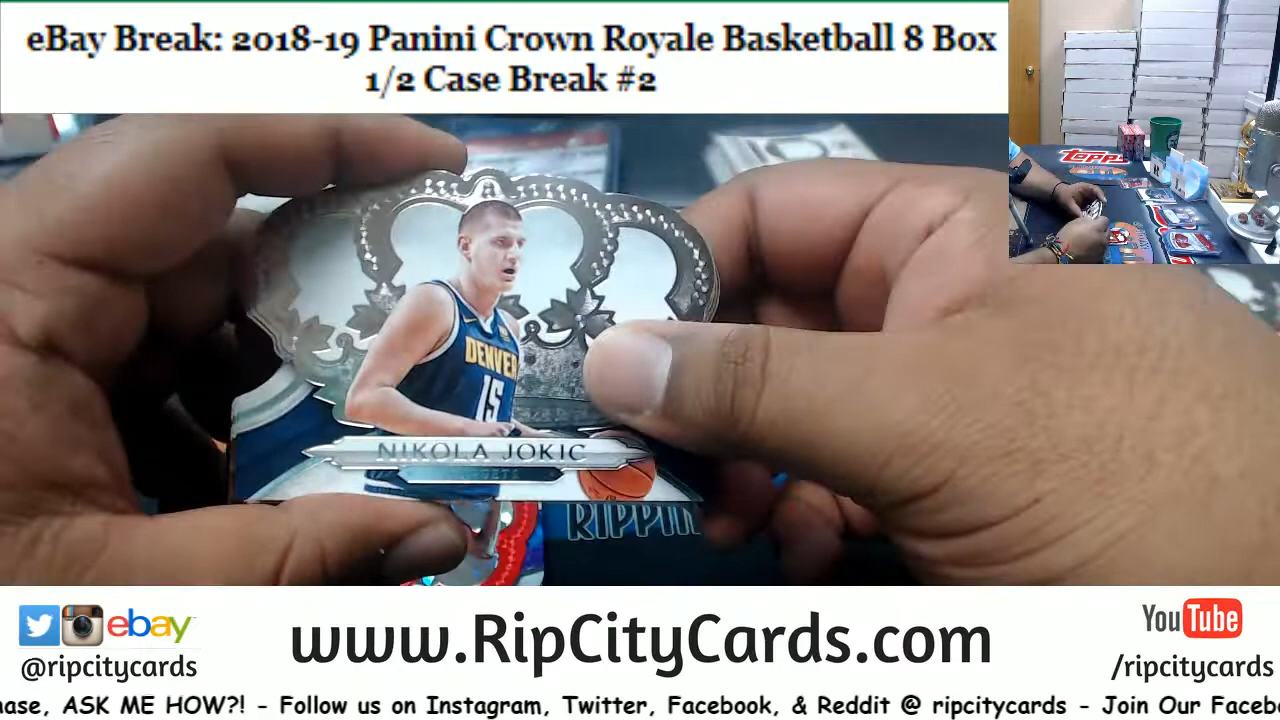 eBay Break: 2018-19 Panini Crown Royale Basketball 8 Box
1/2 Case Break #2
TOPPS
DENVER
15
NIKOLA JOKIC
RIPPIN
ebay
@ripcitycards
www.RipCityCards.com
YouTube
/ripcitycards
ase, ASK ME HOW?! - Follow us on Instagram, Twitter, Facebook, & Reddit @ ripcitycards - Join Our Faceb